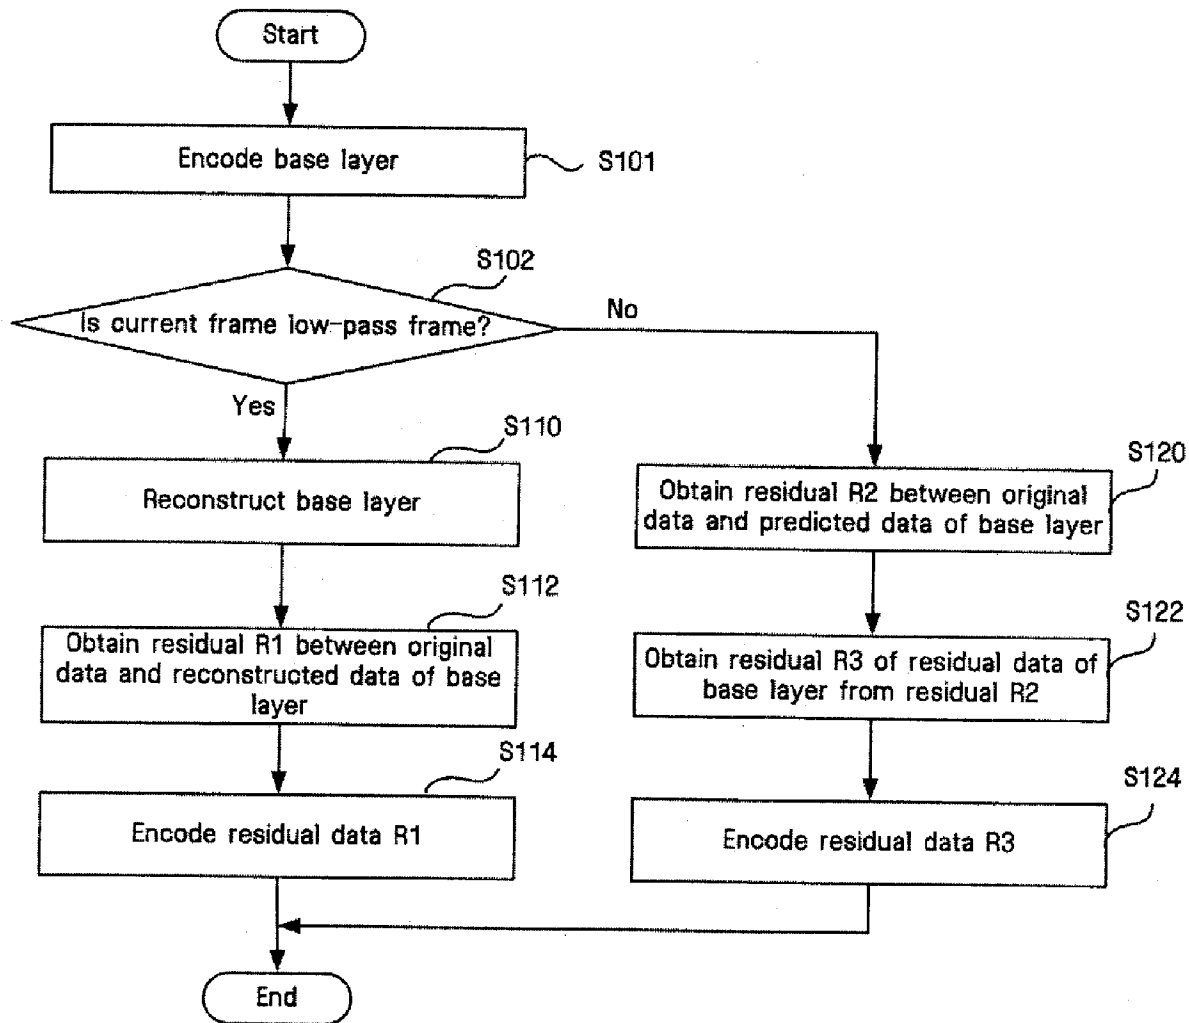 Start
Encode base layer
S101
S102
Is current frame low-pass frame?
No
Yes
S110
Reconstruct base layer
S120
Obtain residual R2 between original
data and predicted data of base layer
S112
Obtain residual R1 between original
data and reconstructed data of base
layer
S122
Obtain residual R3 of residual data of
base layer from residual R2
S114
Encode residual data R1
S124
Encode residual data R3
End